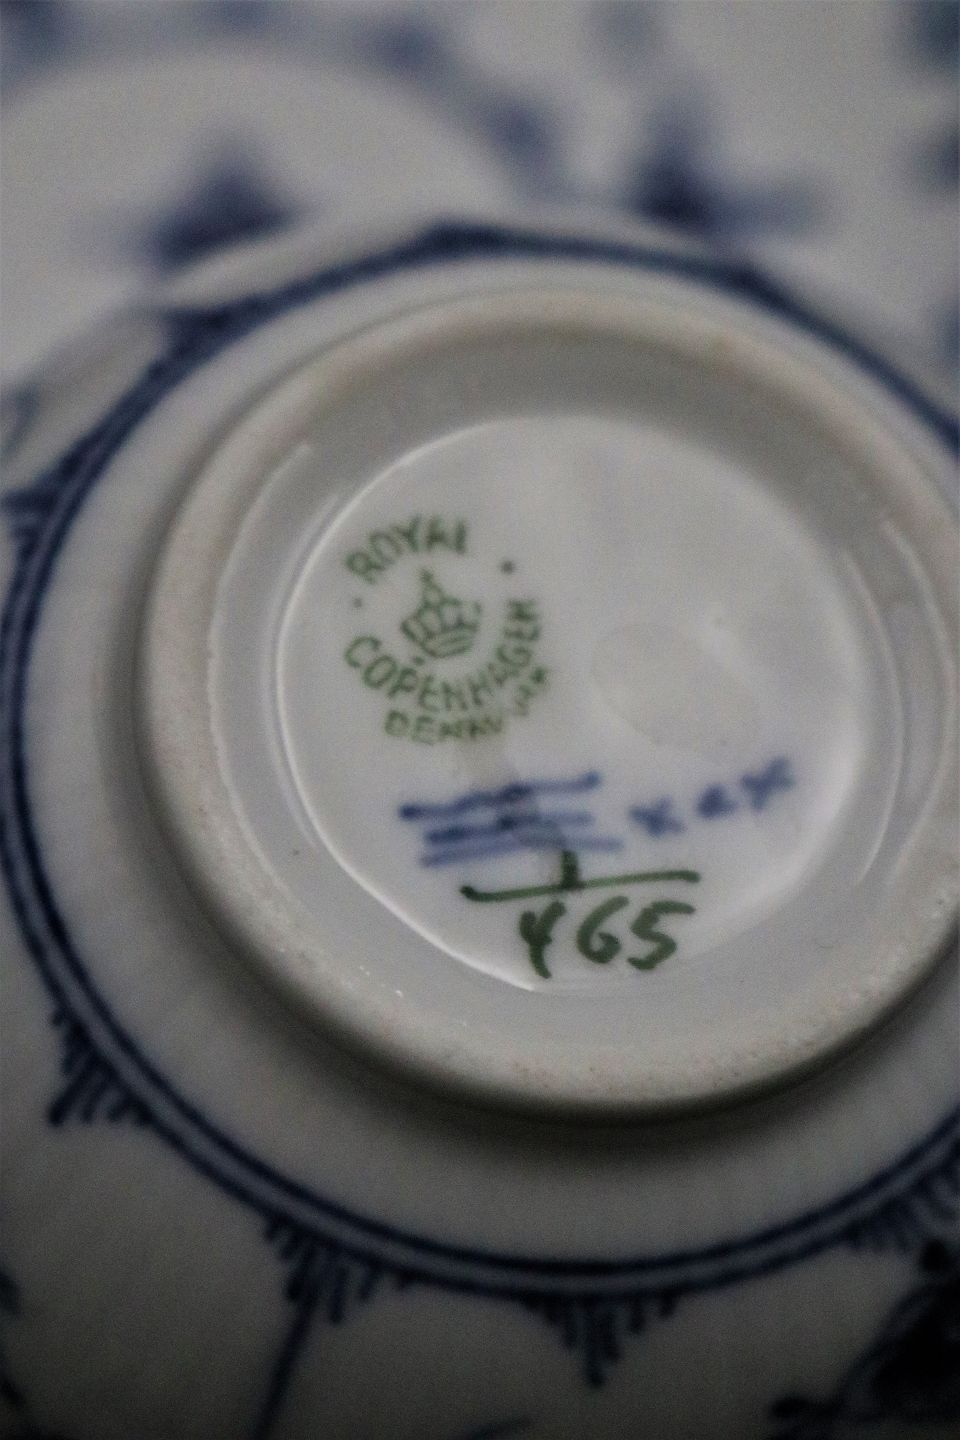 ROYAL
COPENHAGEN
DENMARK
1
465